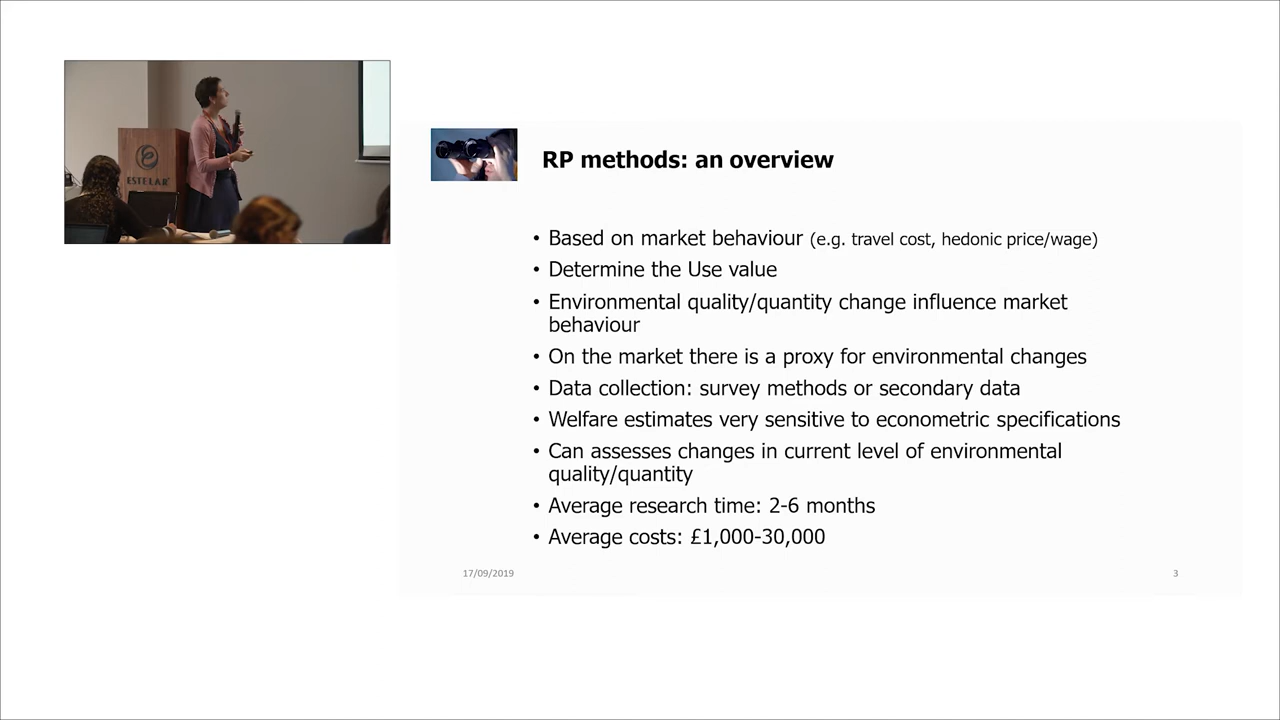 ESTELAR
RP methods: an overview
• Based on market behaviour (e.g. travel cost, hedonic price/wage)
• Determine the Use value
• Environmental quality/quantity change influence market
behaviour
• On the market there is a proxy for environmental changes
• Data collection: survey methods or secondary data
• Welfare estimates very sensitive to econometric specifications
• Can assesses changes in current level of environmental
quality/quantity
• Average research time: 2-6 months
• Average costs: £1,000-30,000
17/09/2019
3